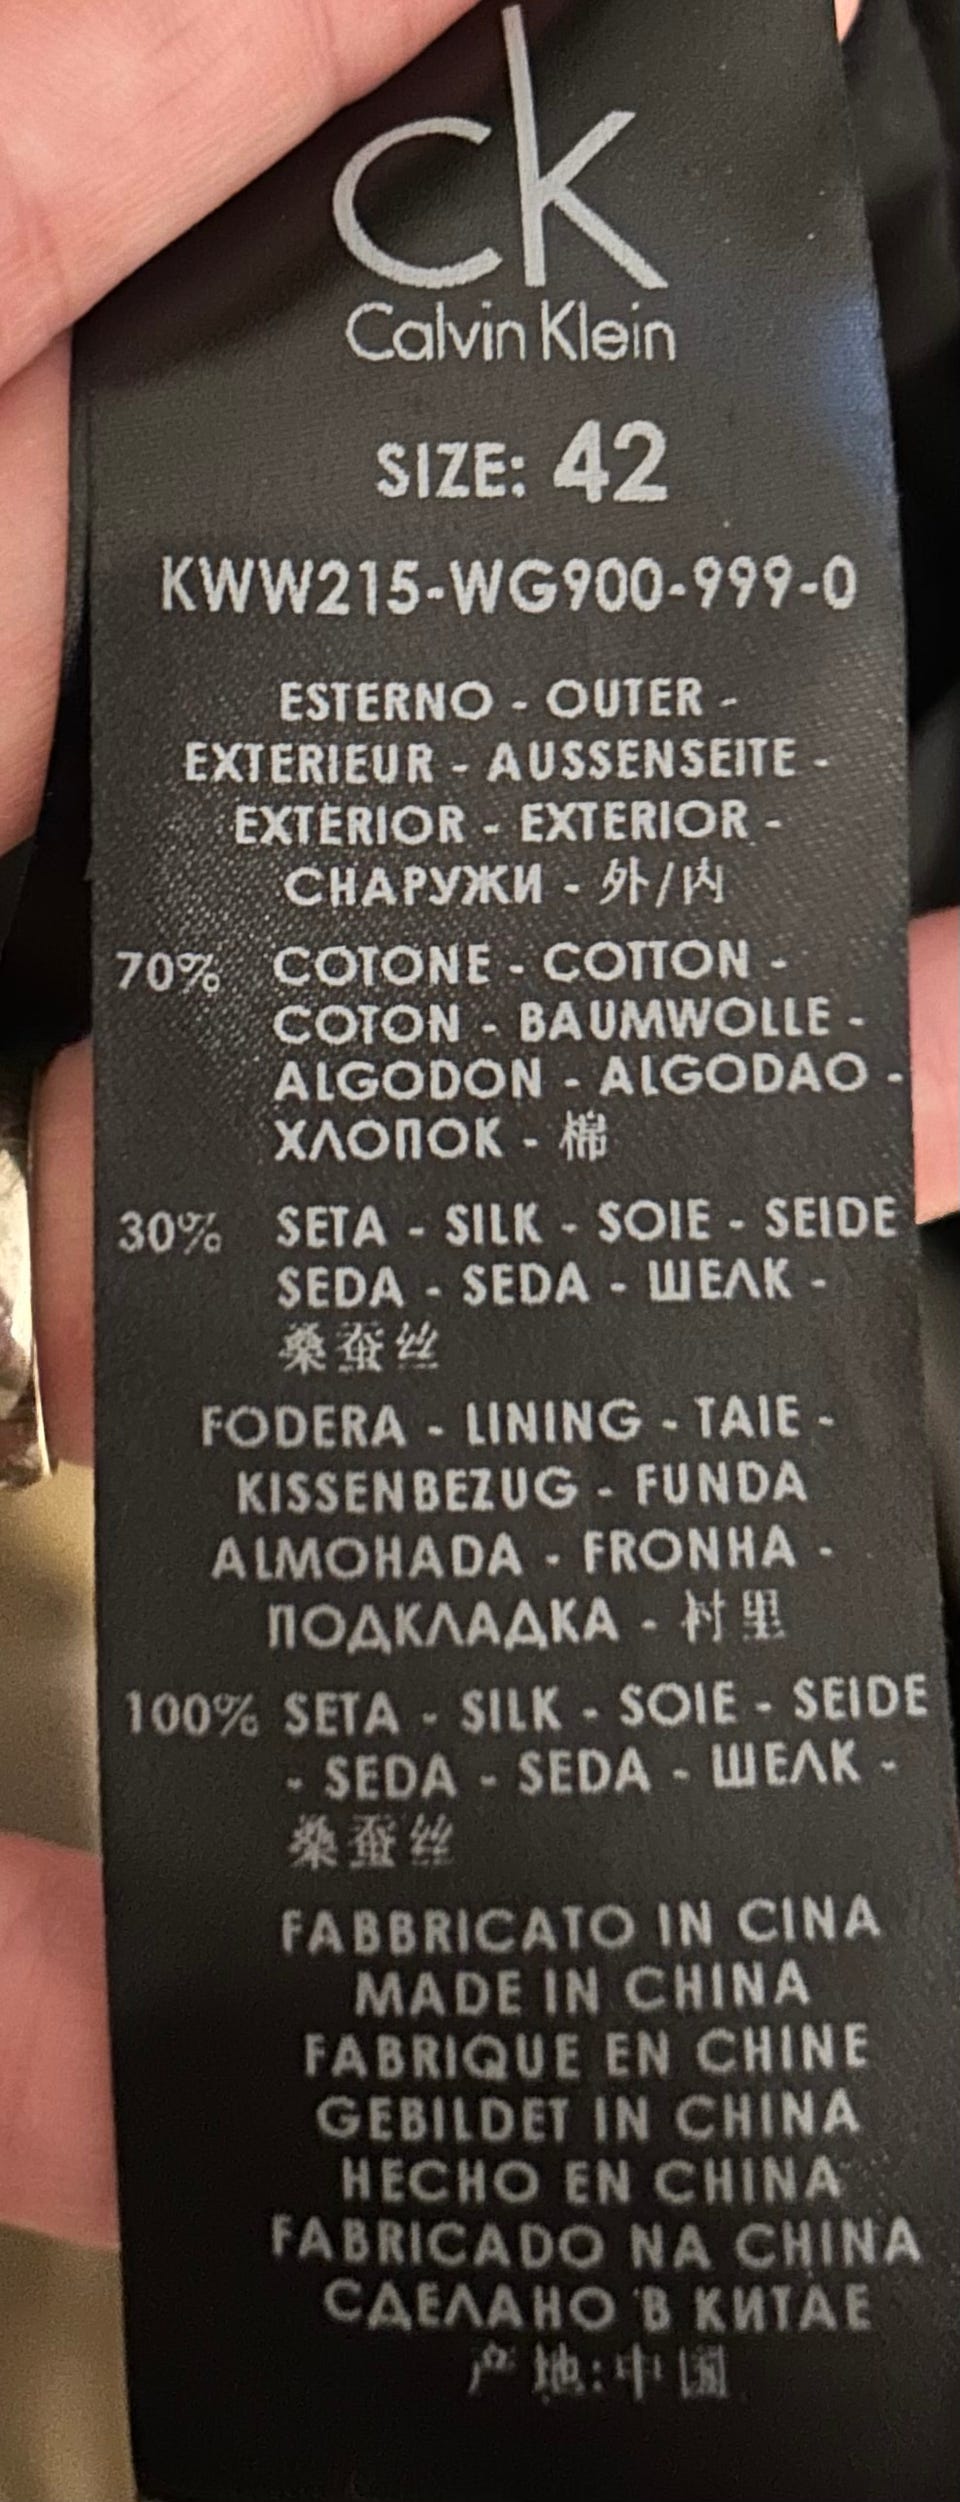 ck
Calvin Klein
SIZE: 42
KWW215-WG900-999-0
ESTERNO - OUTER -
EXTERIEUR - AUSSENSEITE -
EXTERIOR - EXTERIOR -
СНАРУЖИ - 外/内
70% COTONE - COTTON -
COTON - BAUMWOLLE -
ALGODON - ALGODAO -
ХЛОПОК - 棉
30% SETA - SILK - SOIE - SEIDE
SEDA - SEDA - ШЕЛК -
桑蚕丝
FODERA - LINING - TAIE -
KISSENBEZUG - FUNDA
ALMOHADA - FRONHA -
ПОДКЛАДКА - 衬里
100% SETA - SILK - SOIE - SEIDE
- SEDA - SEDA - ШЕЛК -
桑蚕丝
FABBRICATO IN CINA
MADE IN CHINA
FABRIQUE EN CHINE
GEBILDET IN CHINA
HECHO EN CHINA
FABRICADO NA CHINA
СДЕЛАНО В КИТАЕ
产地:中国